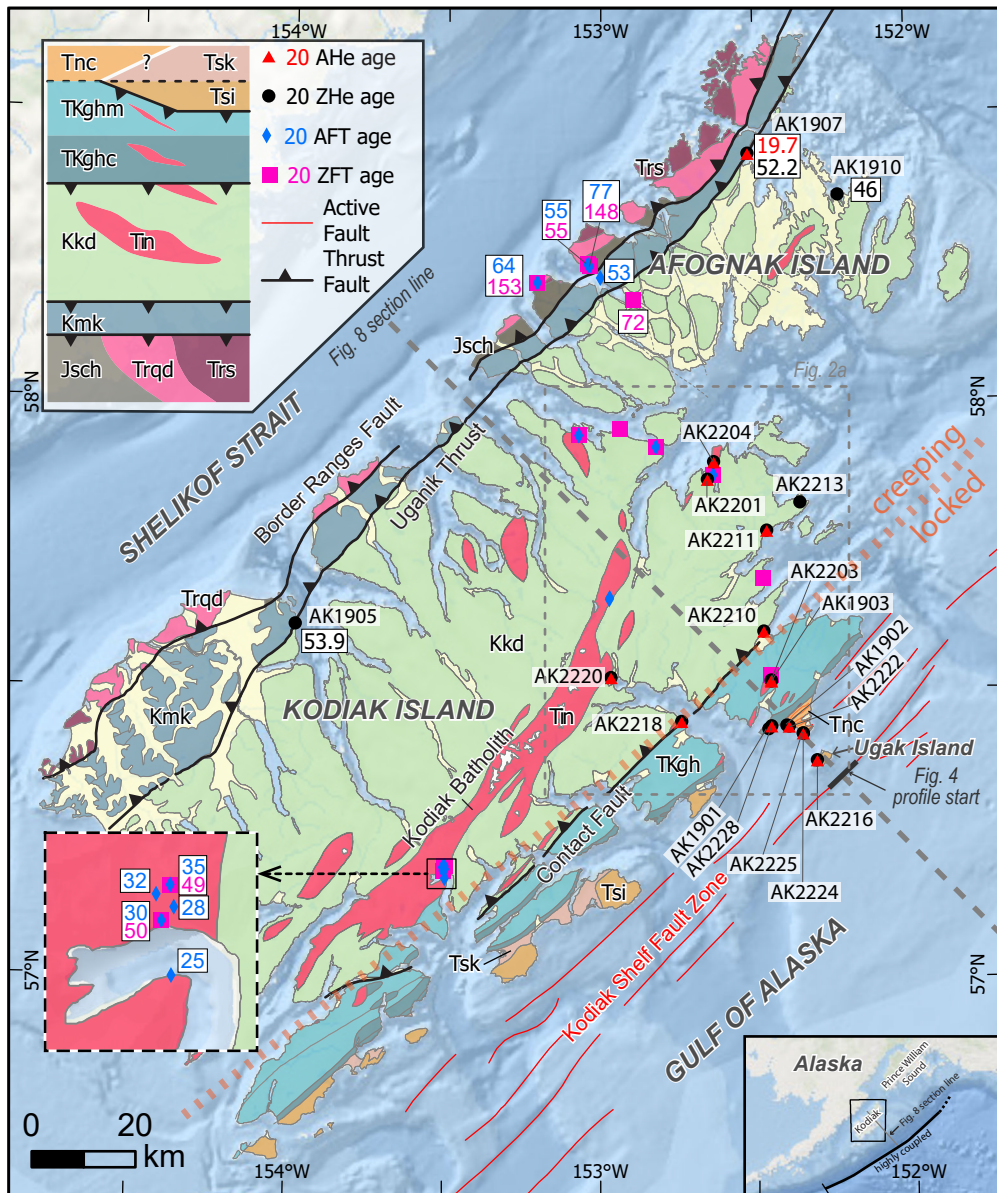 154°W
153°W
152°W
Tnc
?
Tsk
Tsi
TKghm
TKghc
Kkd
Tin
Kmk
Jsch
Trqd
Trs
20 AHe age
20 ZHe age
20 AFT age
20 ZFT age
Active
Fault
Thrust
Fault
AK1907
19.7
52.2
AK1910
46
Trs
77
148
55
55
64
153
53
72
AFOGNAK ISLAND
Jsch
Fig. 8 section line
Fig. 2a
58°N
58°N
SHELIKOF STRAIT
Border Ranges Fault
Uganik Thrust
AK2204
AK2201
AK2213
AK2211
creeping
locked
AK2203
AK1903
AK2210
AK1902
AK2222
Trqd
AK1905
53.9
Kkd
AK2220
Kmk
KODIAK ISLAND
Tin
AK2218
Tnc
TKgh
Ugak Island
Fig. 4
profile start
Kodiak Batholith
Contact Fault
AK1901
AK2228
AK2216
AK2225
AK2224
35
49
32
28
30
50
25
Tsi
Tsk
Kodiak Shelf Fault Zone
GULF OF ALASKA
57°N
57°N
Alaska
Prince William
Sound
Kodiak
Fig. 8 section line
highly coupled
0
20
km
154°W
153°W
152°W